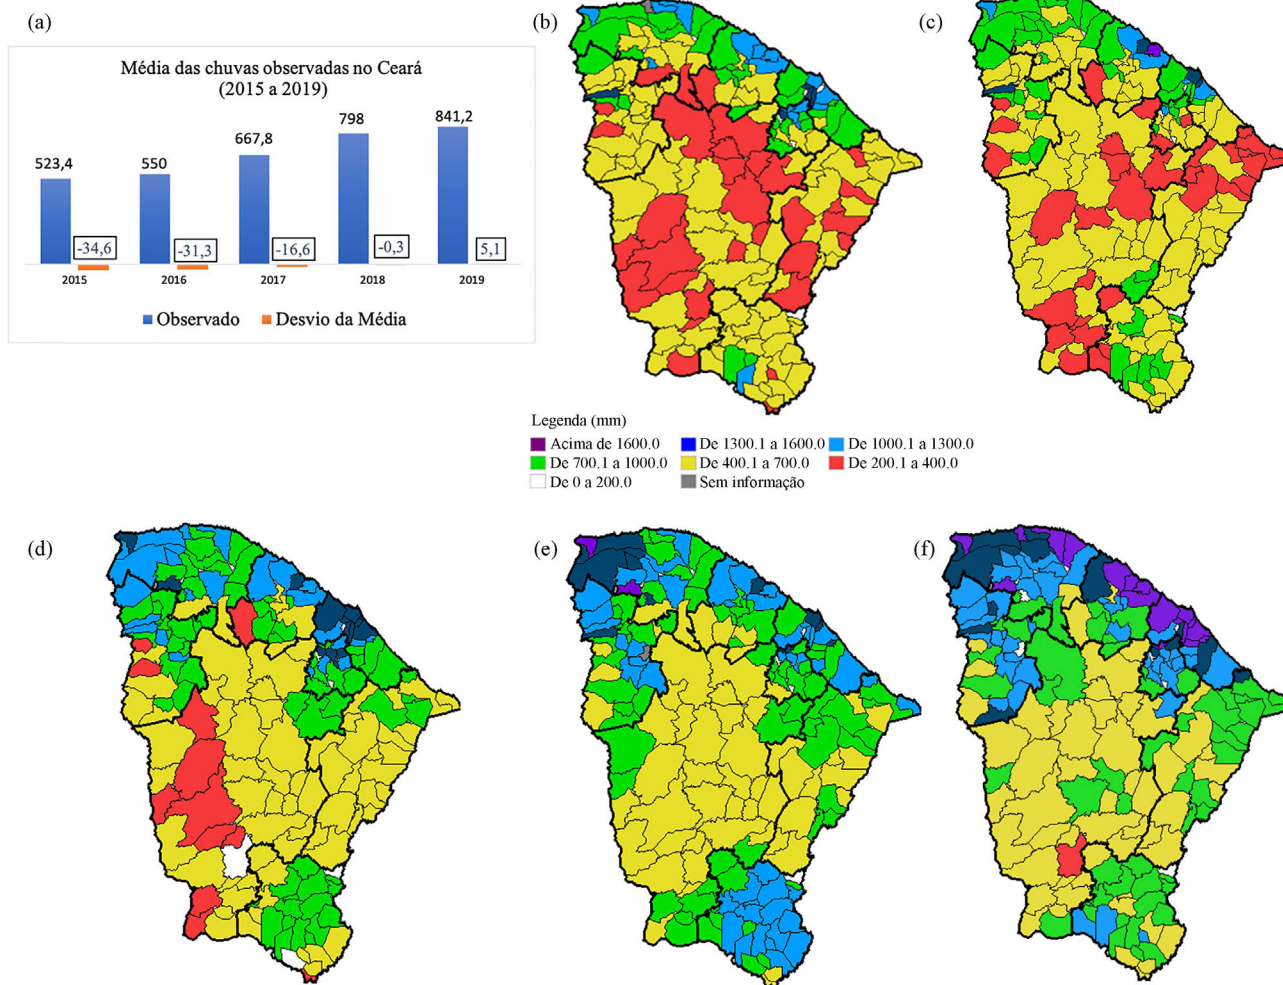 (a)
Média das chuvas observadas no Ceará
(2015 a 2019)
523,4
550
667,8
798
841,2
-34,6
-31,3
-16,6
-0,3
5,1
2015
2016
2017
2018
2019
Observado
Desvio da Média
(b)
(c)
Legenda (mm)
Acima de 1600.0
De 1300.1 a 1600.0
De 1000.1 a 1300.0
De 700.1 a 1000.0
De 400.1 a 700.0
De 200.1 a 400.0
De 0 a 200.0
Sem informação
(d)
(e)
(f)